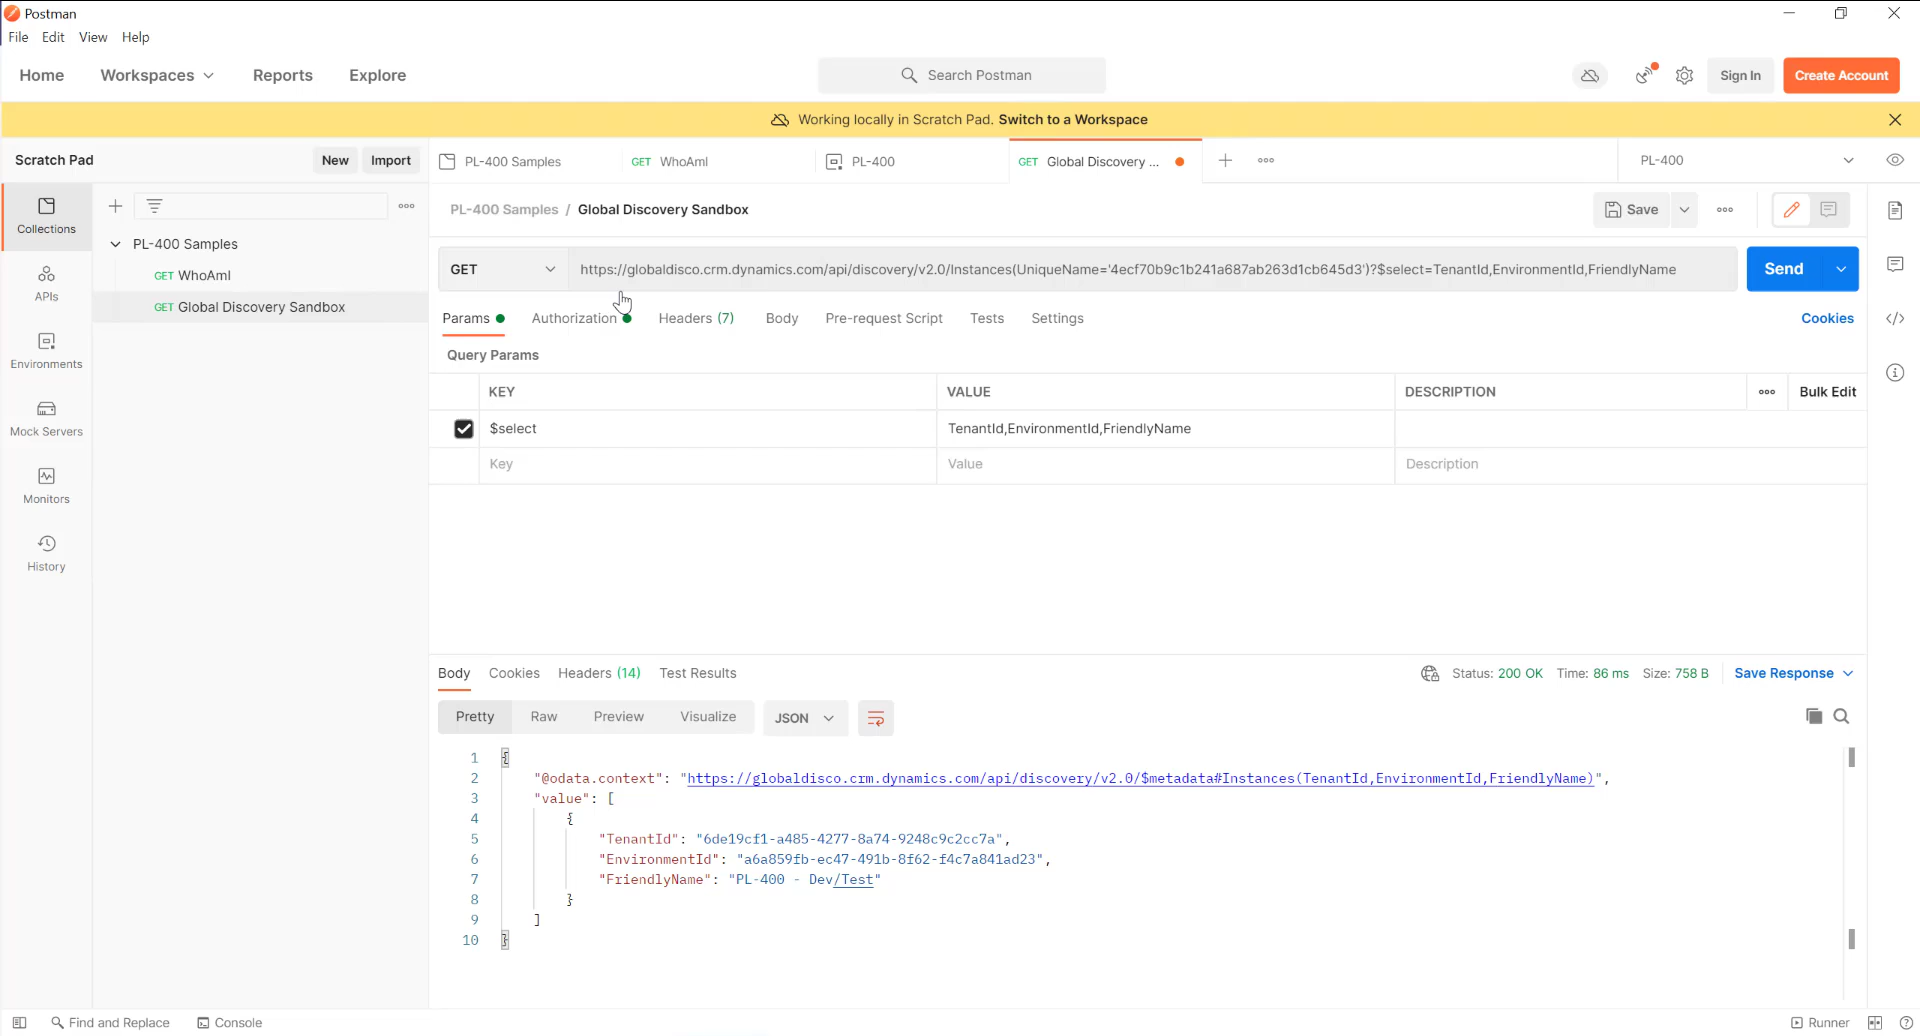 Postman
File Edit View Help
Home Workspaces Reports Explore Search Postman Sign In Create Account
Working locally in Scratch Pad. Switch to a Workspace
Scratch Pad New Import PL-400 Samples GET WhoAmI PL-400 GET Global Discovery ... PL-400
PL-400 Samples / Global Discovery Sandbox Save
Collections
PL-400 Samples
GET WhoAmI
GET Global Discovery Sandbox
APIs
Environments
Mock Servers
Monitors
History
GET https://globaldisco.crm.dynamics.com/api/discovery/v2.0/Instances(UniqueName='4ecf70b9c1b241a687ab263d1cb645d3')?$select=TenantId,EnvironmentId,FriendlyName Send
Params Authorization Headers (7) Body Pre-request Script Tests Settings Cookies
Query Params
KEY VALUE DESCRIPTION Bulk Edit
$select TenantId,EnvironmentId,FriendlyName
Key Value Description
Body Cookies Headers (14) Test Results Status: 200 OK Time: 86 ms Size: 758 B Save Response
Pretty Raw Preview Visualize JSON
1 {
2 "@odata.context": "https://globaldisco.crm.dynamics.com/api/discovery/v2.0/$metadata#Instances(TenantId,EnvironmentId,FriendlyName)",
3 "value": [
4 {
5 "TenantId": "6de19cf1-a485-4277-8a74-9248c9c2cc7a",
6 "EnvironmentId": "a6a859fb-ec47-491b-8f62-f4c7a841ad23",
7 "FriendlyName": "PL-400 - Dev/Test"
8 }
9 ]
10 }
Find and Replace Console Runner